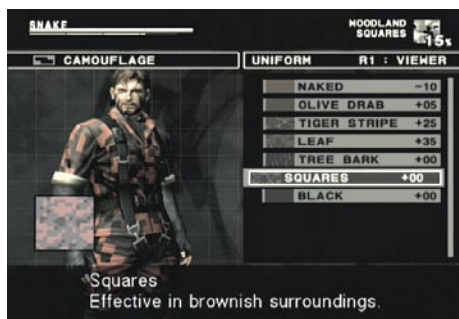 SNAKE
WOODLAND
SQUARES
15%
CAMOUFLAGE
UNIFORM R1 : VIEWER
NAKED -10
OLIVE DRAB +05
TIGER STRIPE +25
LEAF +35
TREE BARK +00
SQUARES +00
BLACK +00
Squares
Effective in brownish surroundings.